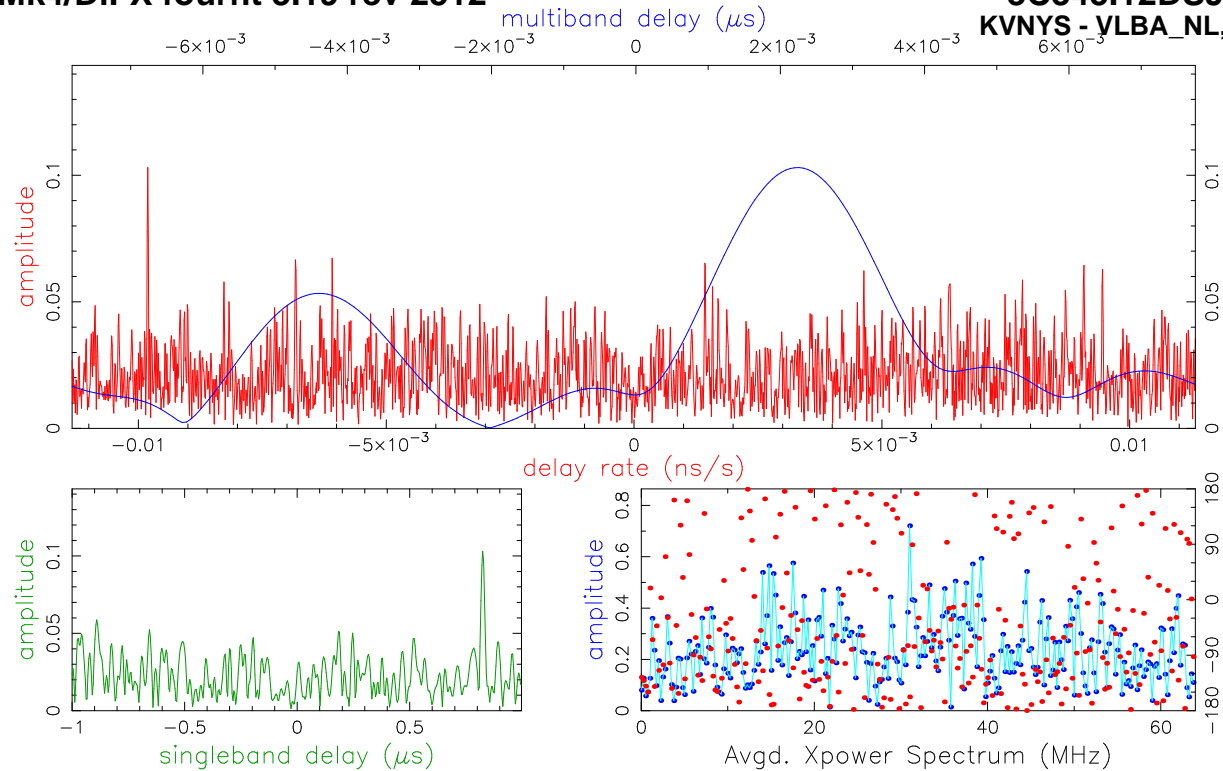 multiband delay (μs)
KVNYS - VLBA_NL,
−6×10⁻³ −4×10⁻³ −2×10⁻³ 0 2×10⁻³ 4×10⁻³ 6×10⁻³
amplitude
0 0.05 0.1
0 0.05 0.1
−0.01 −5×10⁻³ 0 5×10⁻³ 0.01
delay rate (ns/s)
amplitude
0 0.05 0.1
−1 −0.5 0 0.5
singleband delay (μs)
amplitude
0 0.2 0.4 0.6 0.8
−180 −90 0 90 180
0 20 40 60
Avgd. Xpower Spectrum (MHz)